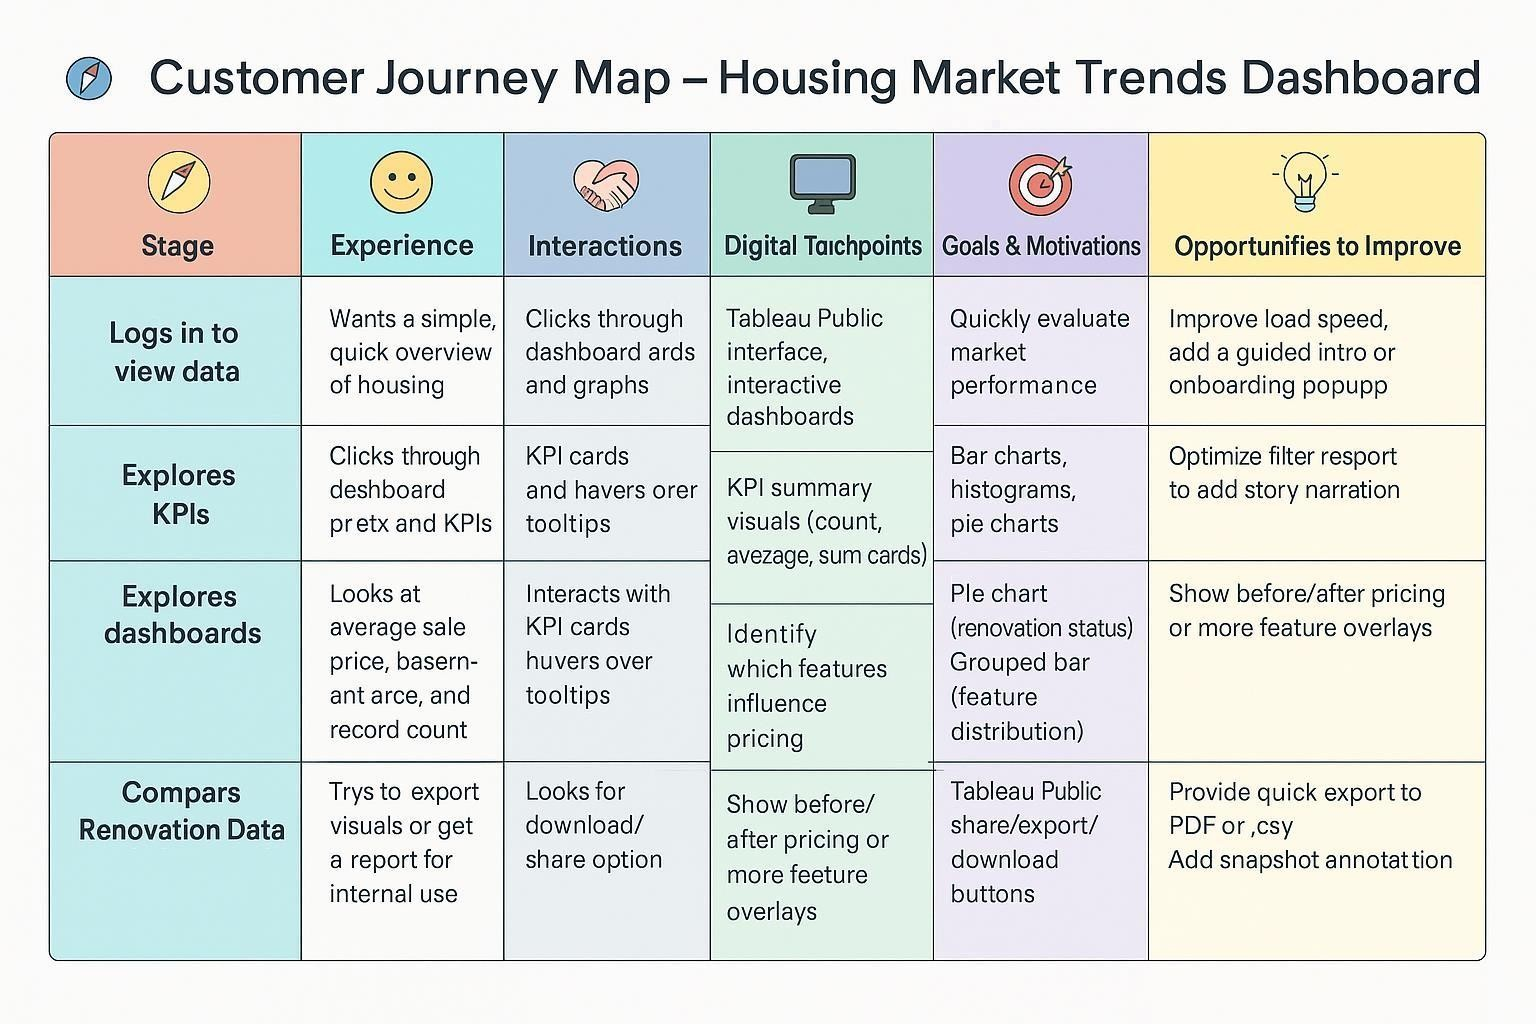 Customer Journey Map – Housing Market Trends Dashboard
Stage
Experience
Interactions
Digital Taıchpoints
Goals & Motivations
Opportunifies to Improve
Logs in to
view data
Wants a simple,
quick overview
of housing
Clicks through
dashboard ards
and graphs
Tableau Public
interface,
interactive
dashboards
Quickly evaluate
market
performance
Improve load speed,
add a guided intro or
onboarding popupp
Explores
KPIs
Clicks through
deshboard
pretx and KPIs
KPI cards
and havers orer
tooltips
KPI summary
visuals (count,
avezage, sum cards)
Bar charts,
histograms,
pie charts
Optimize filter resport
to add story narration
Explores
dashboards
Looks at
average sale
price, basern-
ant arce, and
record count
Interacts with
KPI cards
huvers over
tooltips
Identify
which features
influence
pricing
Ple chart
(renovation status)
Grouped bar
(feature
distribution)
Show before/after pricing
or more feature overlays
Compars
Renovation Data
Trys to export
visuals or get
a report for
internal use
Looks for
download/
share option
Show before/
after pricing or
more feeture
overlays
Tableau Public
share/export/
download
buttons
Provide quick export to
PDF or ,csy
Add snapshot annotattion